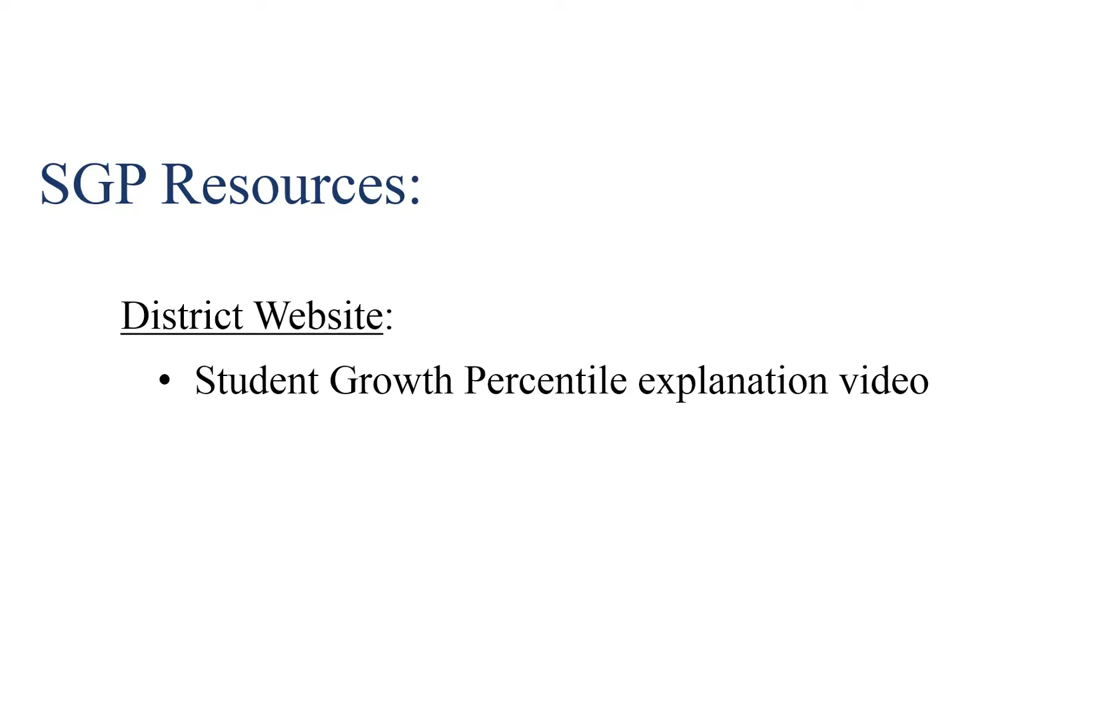 SGP Resources:
District Website:
• Student Growth Percentile explanation video